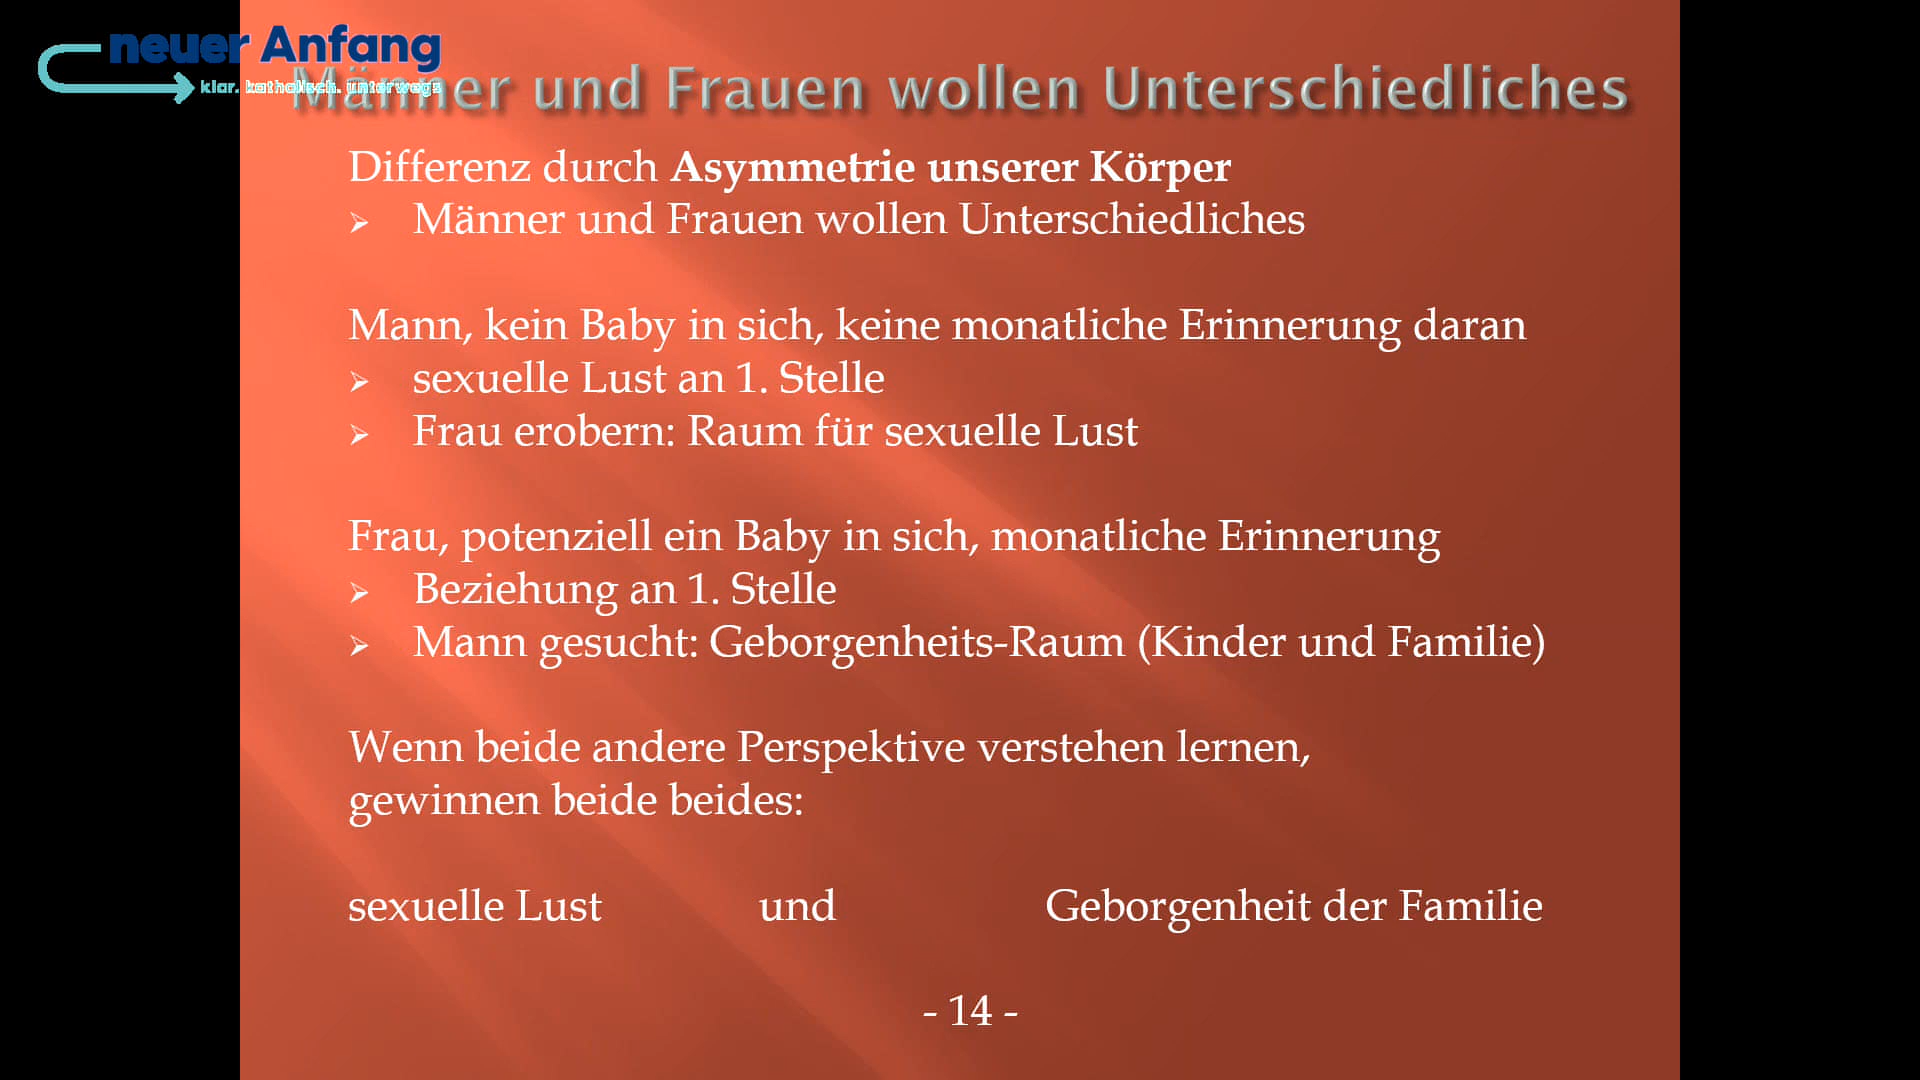 neuer Anfang
klar. katholisch. unterwegs
Männer und Frauen wollen Unterschiedliches
Differenz durch Asymmetrie unserer Körper
➢ Männer und Frauen wollen Unterschiedliches
Mann, kein Baby in sich, keine monatliche Erinnerung daran
➢ sexuelle Lust an 1. Stelle
➢ Frau erobern: Raum für sexuelle Lust
Frau, potenziell ein Baby in sich, monatliche Erinnerung
➢ Beziehung an 1. Stelle
➢ Mann gesucht: Geborgenheits-Raum (Kinder und Familie)
Wenn beide andere Perspektive verstehen lernen,
gewinnen beide beides:
sexuelle Lust und Geborgenheit der Familie
- 14 -